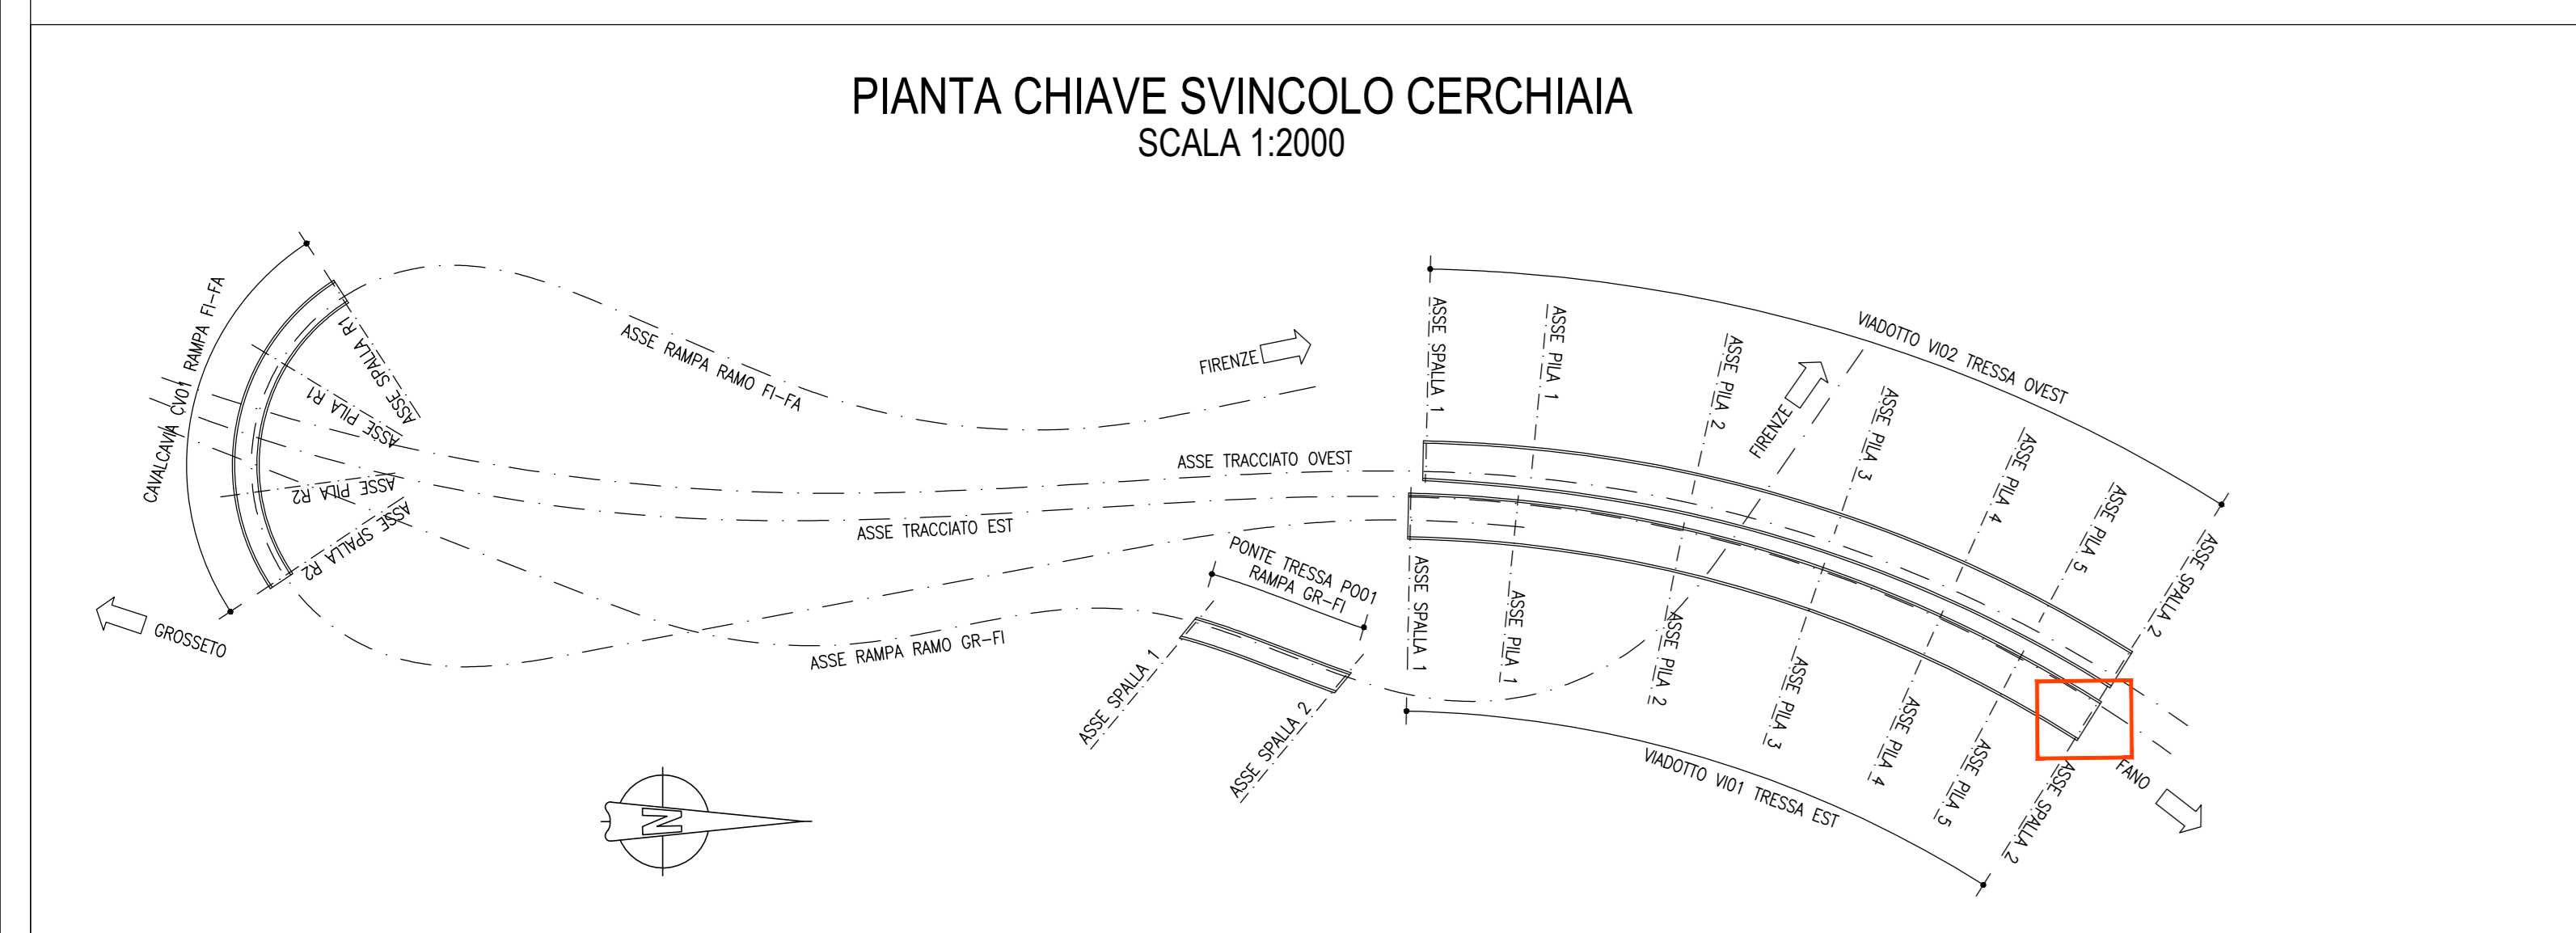 PIANTA CHIAVE SVINCOLO CERCHIAIA
SCALA 1:2000
CAVALCAVIA CV01 RAMPA FI-FA
ASSE SPALLA R1
ASSE PILA R1
ASSE PILA R2
ASSE SPALLA R2
GROSSETO
ASSE RAMPA RAMO FI-FA
FIRENZE
ASSE TRACCIATO OVEST
ASSE TRACCIATO EST
ASSE RAMPA RAMO GR-FI
PONTE TRESSA PO01
RAMPA GR-FI
ASSE SPALLA 1
ASSE SPALLA 2
N
VIADOTTO VI02 TRESSA OVEST
ASSE SPALLA 1
ASSE PILA 1
ASSE PILA 2
FIRENZE
ASSE PILA 3
ASSE PILA 4
ASSE PILA 5
ASSE SPALLA 2
ASSE SPALLA 1
ASSE PILA 1
ASSE PILA 2
ASSE PILA 3
ASSE PILA 4
ASSE PILA 5
ASSE SPALLA 2
VIADOTTO VI01 TRESSA EST
FANO